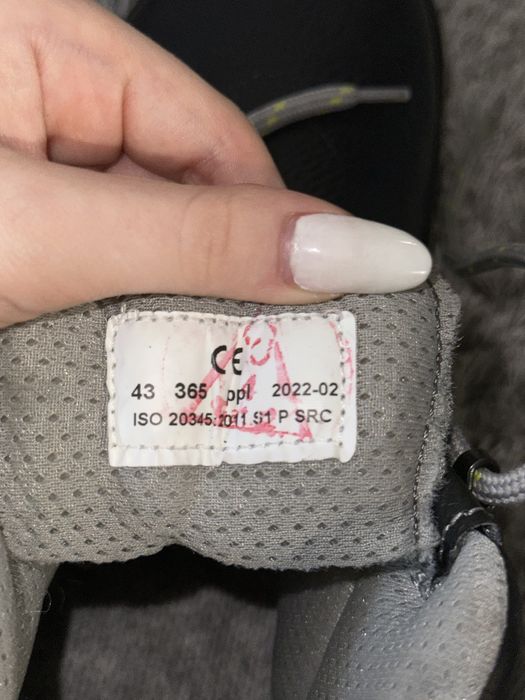 CE
43 365 ppl 2022-02
ISO 20345:2011 S1 P SRC